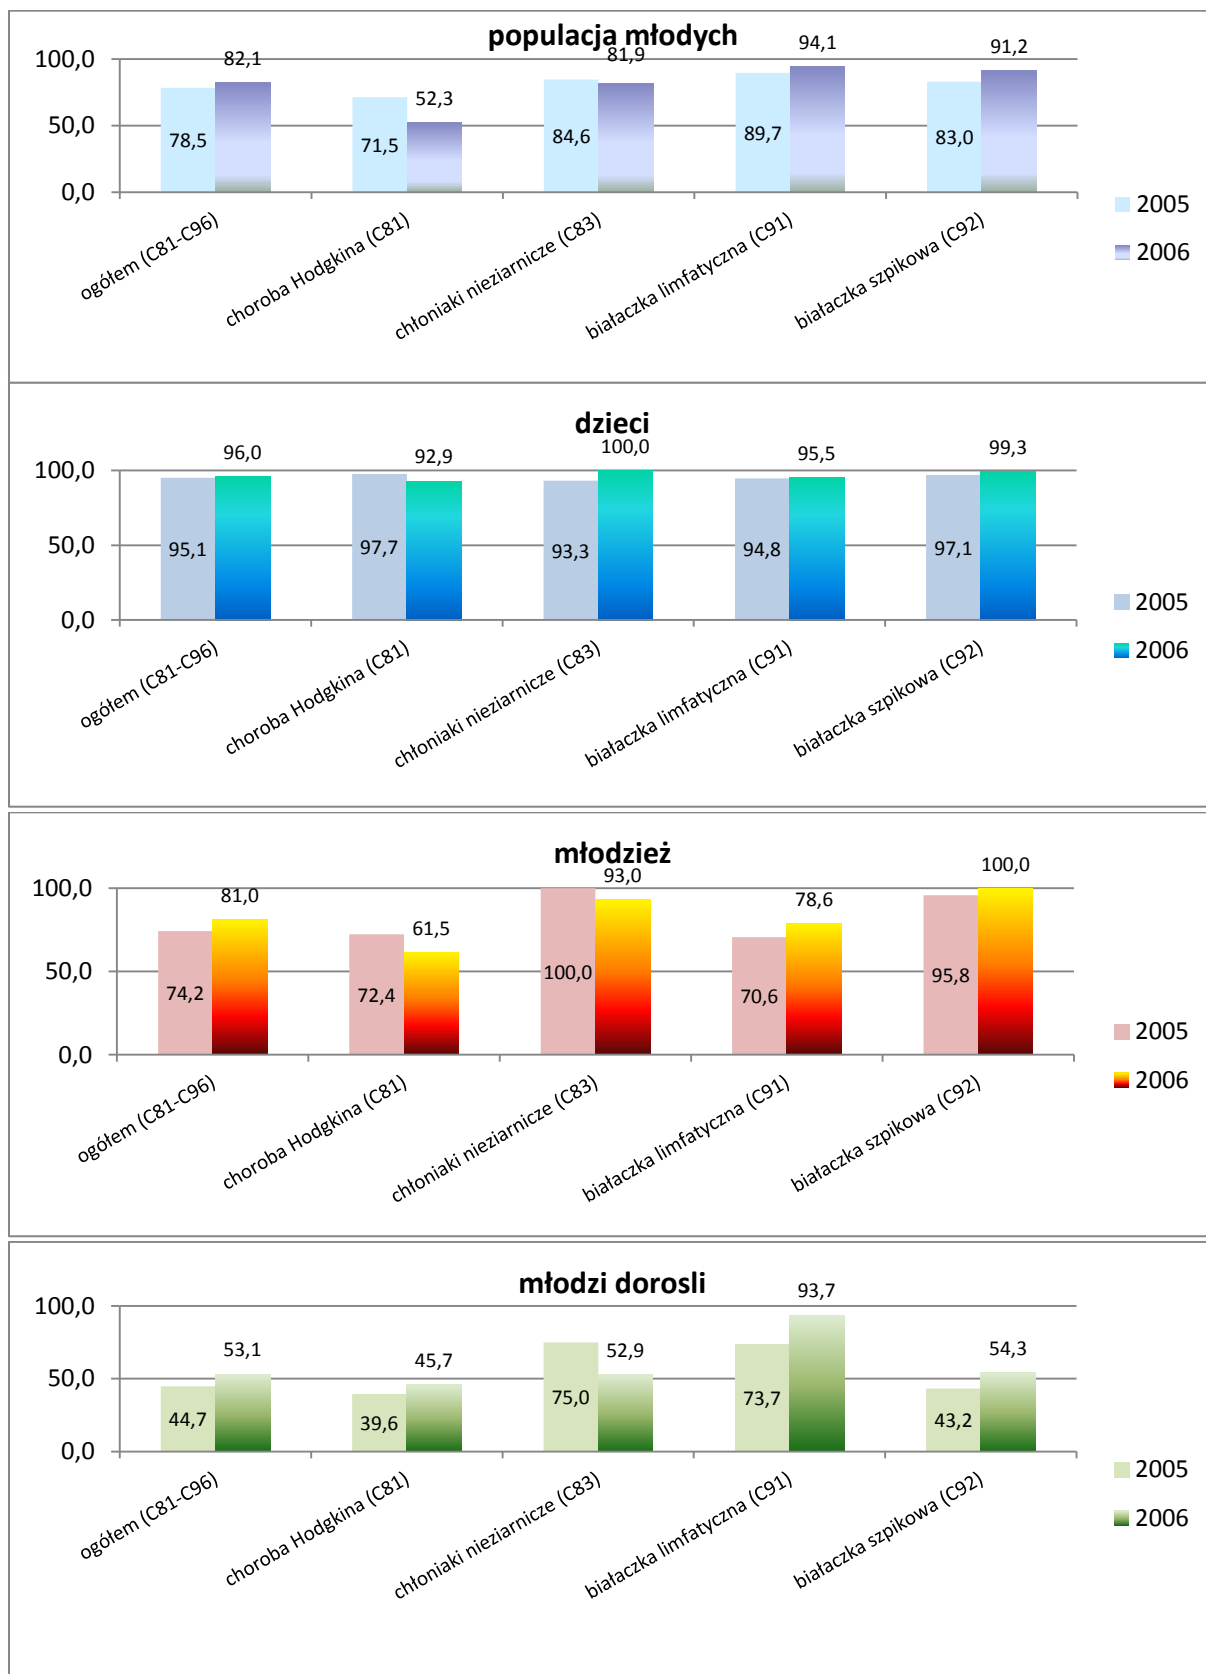 populacja młodych
82,1
52,3
81,9
94,1
91,2
100,0
50,0
0,0
78,5
71,5
84,6
89,7
83,0
ogółem (C81-C96)
choroba Hodgkina (C81)
chłoniaki nieziarnicze (C83)
białaczka limfatyczna (C91)
białaczka szpikowa (C92)
2005
2006
dzieci
96,0
92,9
100,0
95,5
99,3
100,0
50,0
0,0
95,1
97,7
93,3
94,8
97,1
ogółem (C81-C96)
choroba Hodgkina (C81)
chłoniaki nieziarnicze (C83)
białaczka limfatyczna (C91)
białaczka szpikowa (C92)
2005
2006
młodzież
81,0
61,5
93,0
78,6
100,0
100,0
50,0
0,0
74,2
72,4
100,0
70,6
95,8
ogółem (C81-C96)
choroba Hodgkina (C81)
chłoniaki nieziarnicze (C83)
białaczka limfatyczna (C91)
białaczka szpikowa (C92)
2005
2006
młodzi dorosli
53,1
45,7
52,9
93,7
54,3
100,0
50,0
0,0
44,7
39,6
75,0
73,7
43,2
ogółem (C81-C96)
choroba Hodgkina (C81)
chłoniaki nieziarnicze (C83)
białaczka limfatyczna (C91)
białaczka szpikowa (C92)
2005
2006